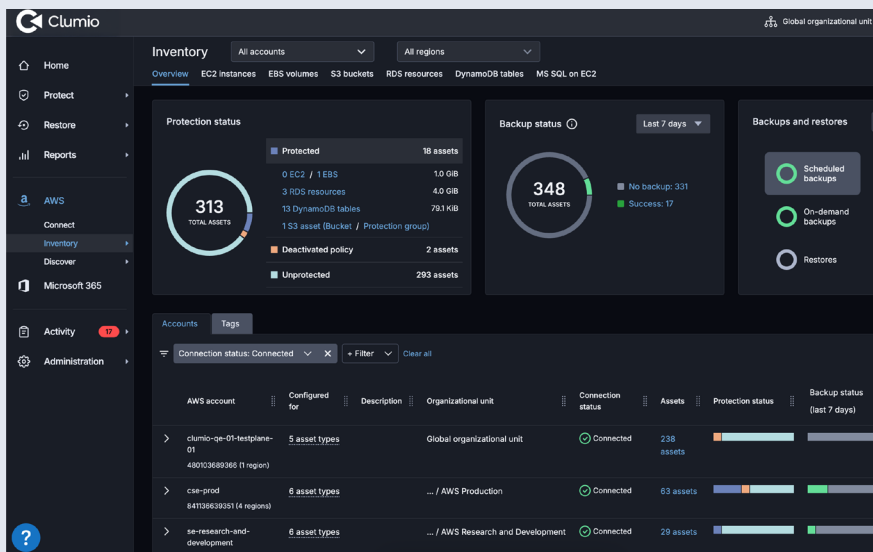 Clumio
Global organizational unit
Home
Protect
Restore
Reports
AWS
Connect
Inventory
Discover
Microsoft 365
Activity 17
Administration
?
Inventory All accounts All regions
Overview EC2 instances EBS volumes S3 buckets RDS resources DynamoDB tables MS SQL on EC2
Protection status
313
TOTAL ASSETS
Protected 18 assets
0 EC2 / 1 EBS 1.0 GiB
3 RDS resources 4.0 GiB
13 DynamoDB tables 79.1 KiB
1 S3 asset (Bucket / Protection group)
Deactivated policy 2 assets
Unprotected 293 assets
Backup status Last 7 days
348
TOTAL ASSETS
No backup: 331
Success: 17
Backups and restores
Scheduled
backups
On-demand
backups
Restores
Accounts Tags
Connection status: Connected + Filter Clear all
AWS account
Configured
for
Description
Organizational unit
Connection
status
Assets
Protection status
Backup status
(last 7 days)
clumio-qe-01-testplane-
01
480103689366 (1 region)
5 asset types
Global organizational unit
Connected
238
assets
cse-prod
841136639351 (4 regions)
6 asset types
... / AWS Production
Connected
63 assets
se-research-and-
development
6 asset types
... / AWS Research and Development
Connected
29 assets